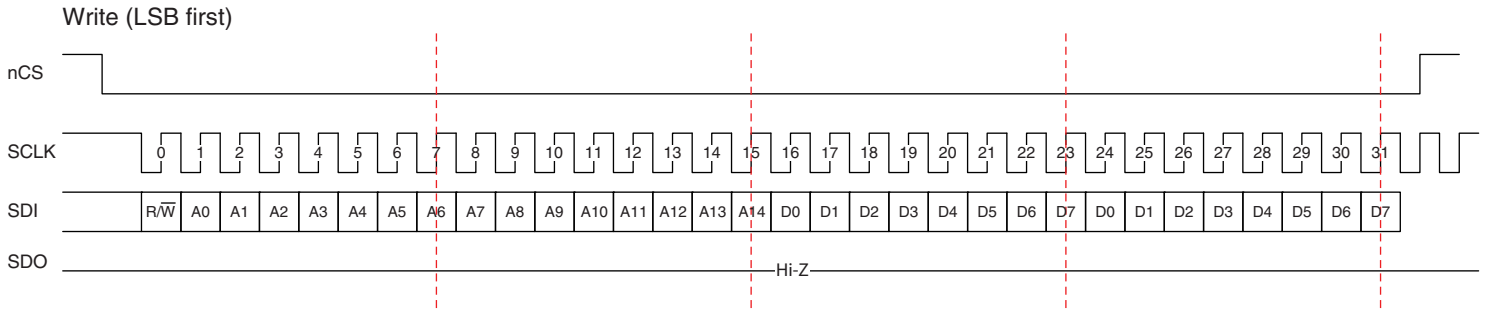 Write (LSB first)
nCS
SCLK 0 1 2 3 4 5 6 7 8 9 10 11 12 13 14 15 16 17 18 19 20 21 22 23 24 25 26 27 28 29 30 31
SDI R/W̅ A0 A1 A2 A3 A4 A5 A6 A7 A8 A9 A10 A11 A12 A13 A14 D0 D1 D2 D3 D4 D5 D6 D7 D0 D1 D2 D3 D4 D5 D6 D7
SDO Hi-Z